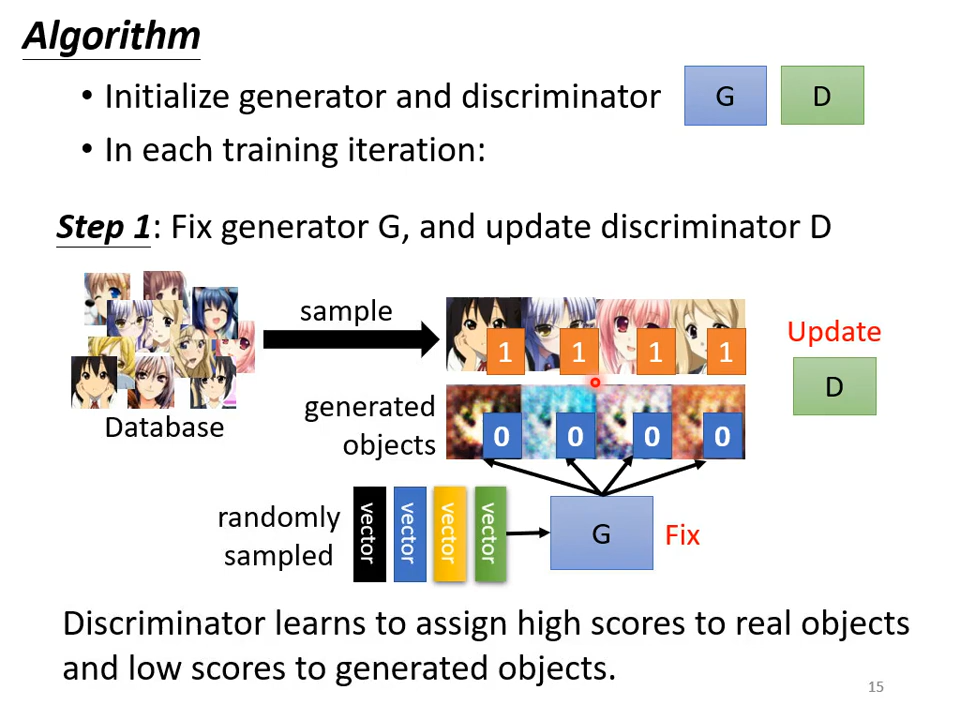 Algorithm
• Initialize generator and discriminator G D
• In each training iteration:
Step 1: Fix generator G, and update discriminator D
sample
1 1 1 1
Update
D
Database
generated
objects
0 0 0 0
randomly
sampled
vector vector vector vector
G
Fix
Discriminator learns to assign high scores to real objects
and low scores to generated objects.
15